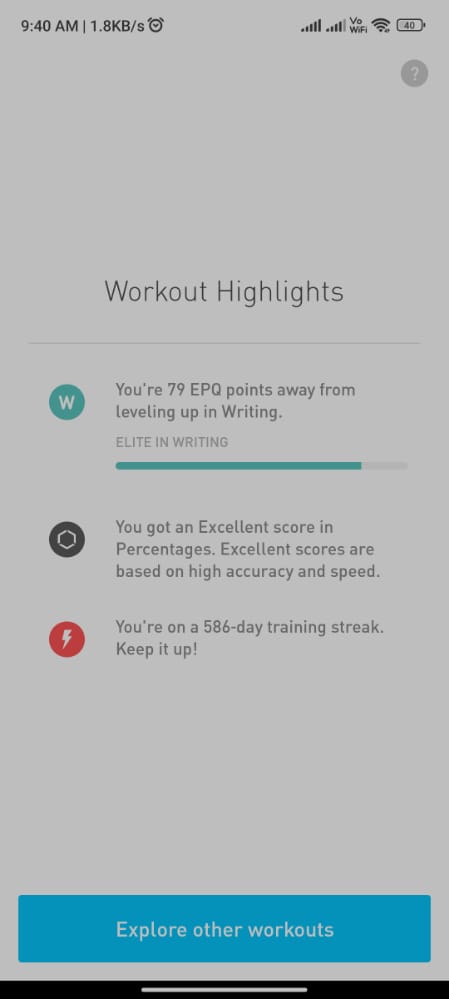 9:40 AM | 1.8KB/s
Vo
WiFi
40
?
Workout Highlights
W
You're 79 EPQ points away from
leveling up in Writing.
ELITE IN WRITING
You got an Excellent score in
Percentages. Excellent scores are
based on high accuracy and speed.
You're on a 586-day training streak.
Keep it up!
Explore other workouts